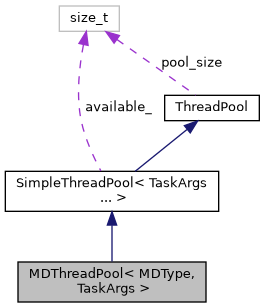 size_t
pool_size
available_
ThreadPool
SimpleThreadPool< TaskArgs
... >
MDThreadPool< MDType,
TaskArgs >